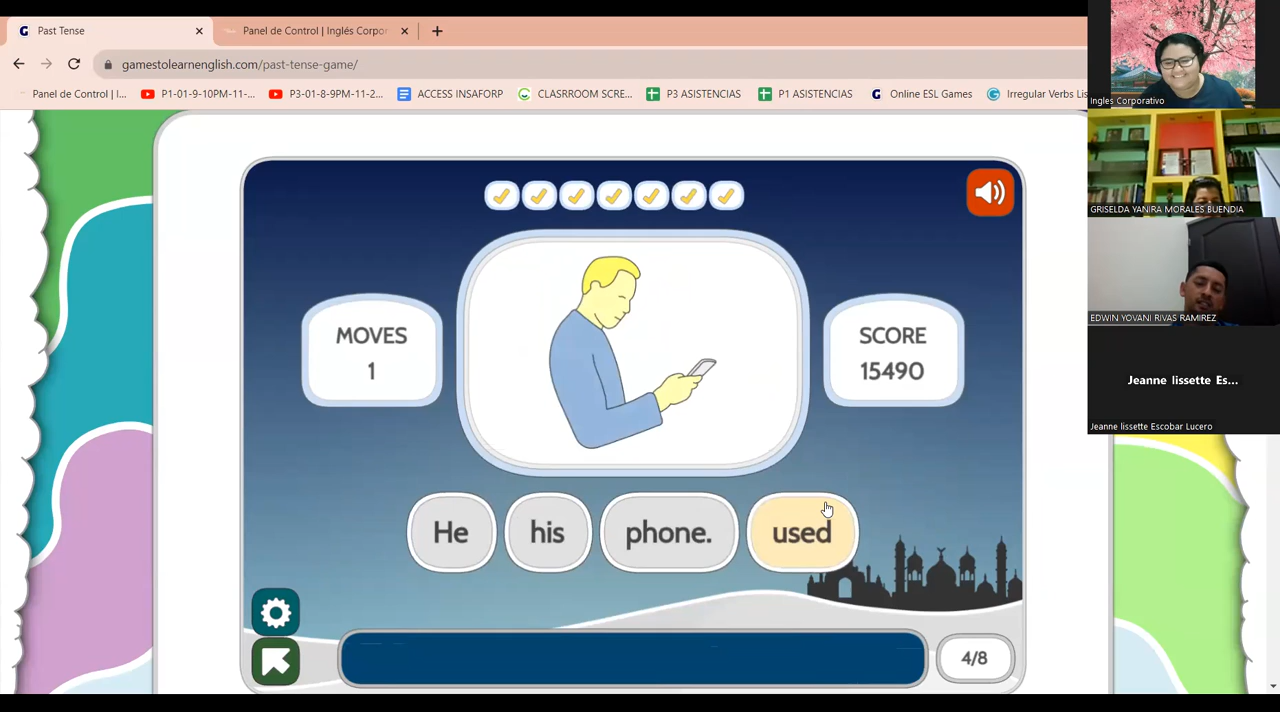 Past Tense
Panel de Control | Inglés Corpor
gamestolearnenglish.com/past-tense-game/
Panel de Control | I...
P1-01-9-10PM-11-...
P3-01-8-9PM-11-2...
ACCESS INSAFORP
CLASRROOM SCRE...
P3 ASISTENCIAS
P1 ASISTENCIAS
Online ESL Games
Irregular Verbs Lis
Ingles Corporativo
GRISELDA YANIRA MORALES BUENDIA
EDWIN YOVANI RIVAS RAMIREZ
Jeanne lissette Es...
Jeanne lissette Escobar Lucero
MOVES
1
SCORE
15490
He his phone. used
4/8